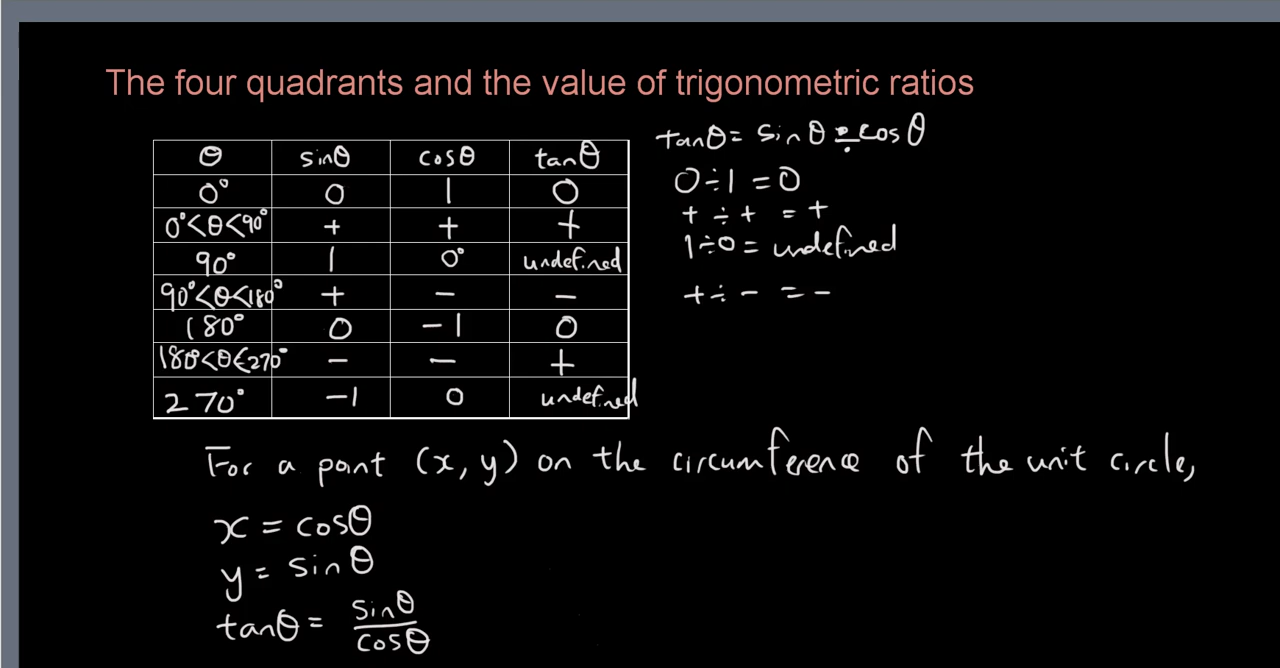 The four quadrants and the value of trigonometric ratios
tanθ = sinθ ÷ cosθ
θ sinθ cosθ tanθ
0° 0 1 0
0÷1 = 0
0°<θ<90° + + +
+ ÷ + = +
90° 1 0° undefined
1÷0 = undefined
90°<θ<180° + − −
+ ÷ − = −
180° 0 −1 0
180°<θ<270° − − +
270° −1 0 undefined
For a point (x, y) on the circumference of the unit circle,
x = cosθ
y = sinθ
tanθ = sinθ/cosθ